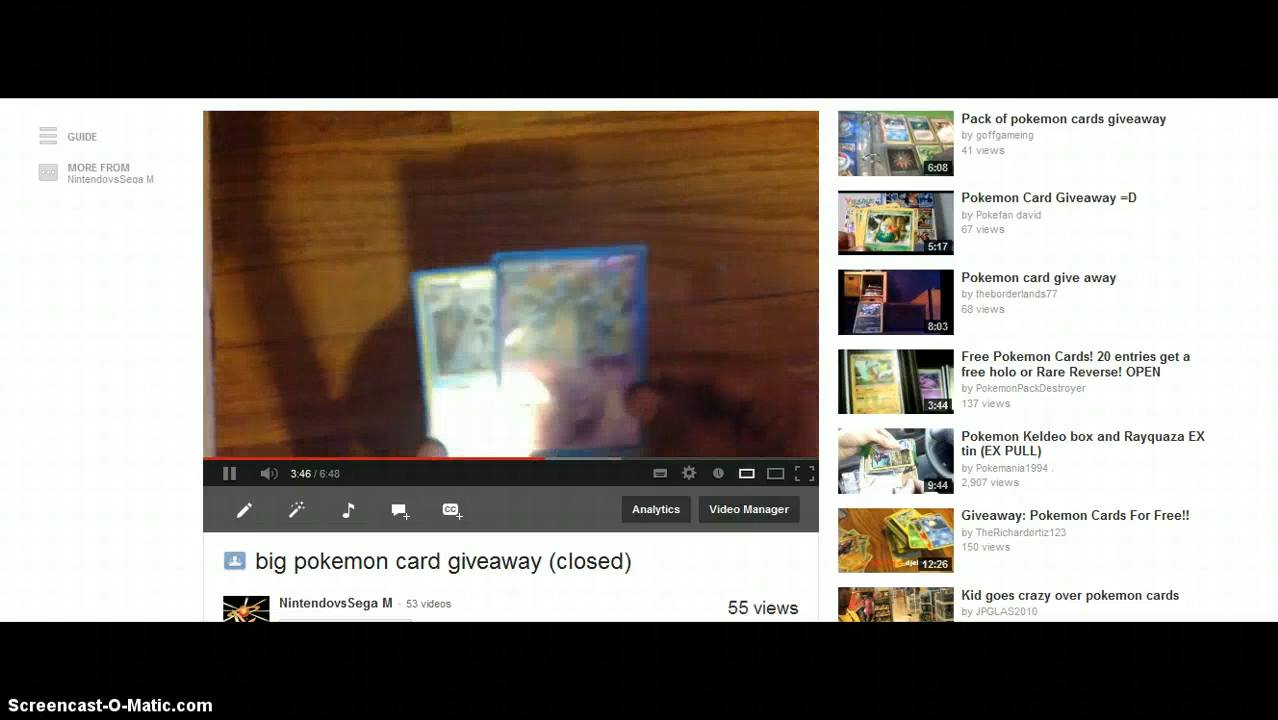 GUIDE
MORE FROM
NintendovsSega M
3:46 / 6:48
Analytics
Video Manager
big pokemon card giveaway (closed)
NintendovsSega M · 53 videos
55 views
Pack of pokemon cards giveaway
by goffgameing
41 views
6:08
Pokemon Card Giveaway =D
by Pokefan david
67 views
5:17
Pokemon card give away
by theborderlands77
68 views
8:03
Free Pokemon Cards! 20 entries get a
free holo or Rare Reverse! OPEN
by PokemonPackDestroyer
137 views
3:44
Pokemon Keldeo box and Rayquaza EX
tin (EX PULL)
by Pokemania1994 .
2,907 views
9:44
Giveaway: Pokemon Cards For Free!!
by TheRichardortiz123
150 views
12:26
Kid goes crazy over pokemon cards
by JPGLAS2010
CC
Screencast-O-Matic.com